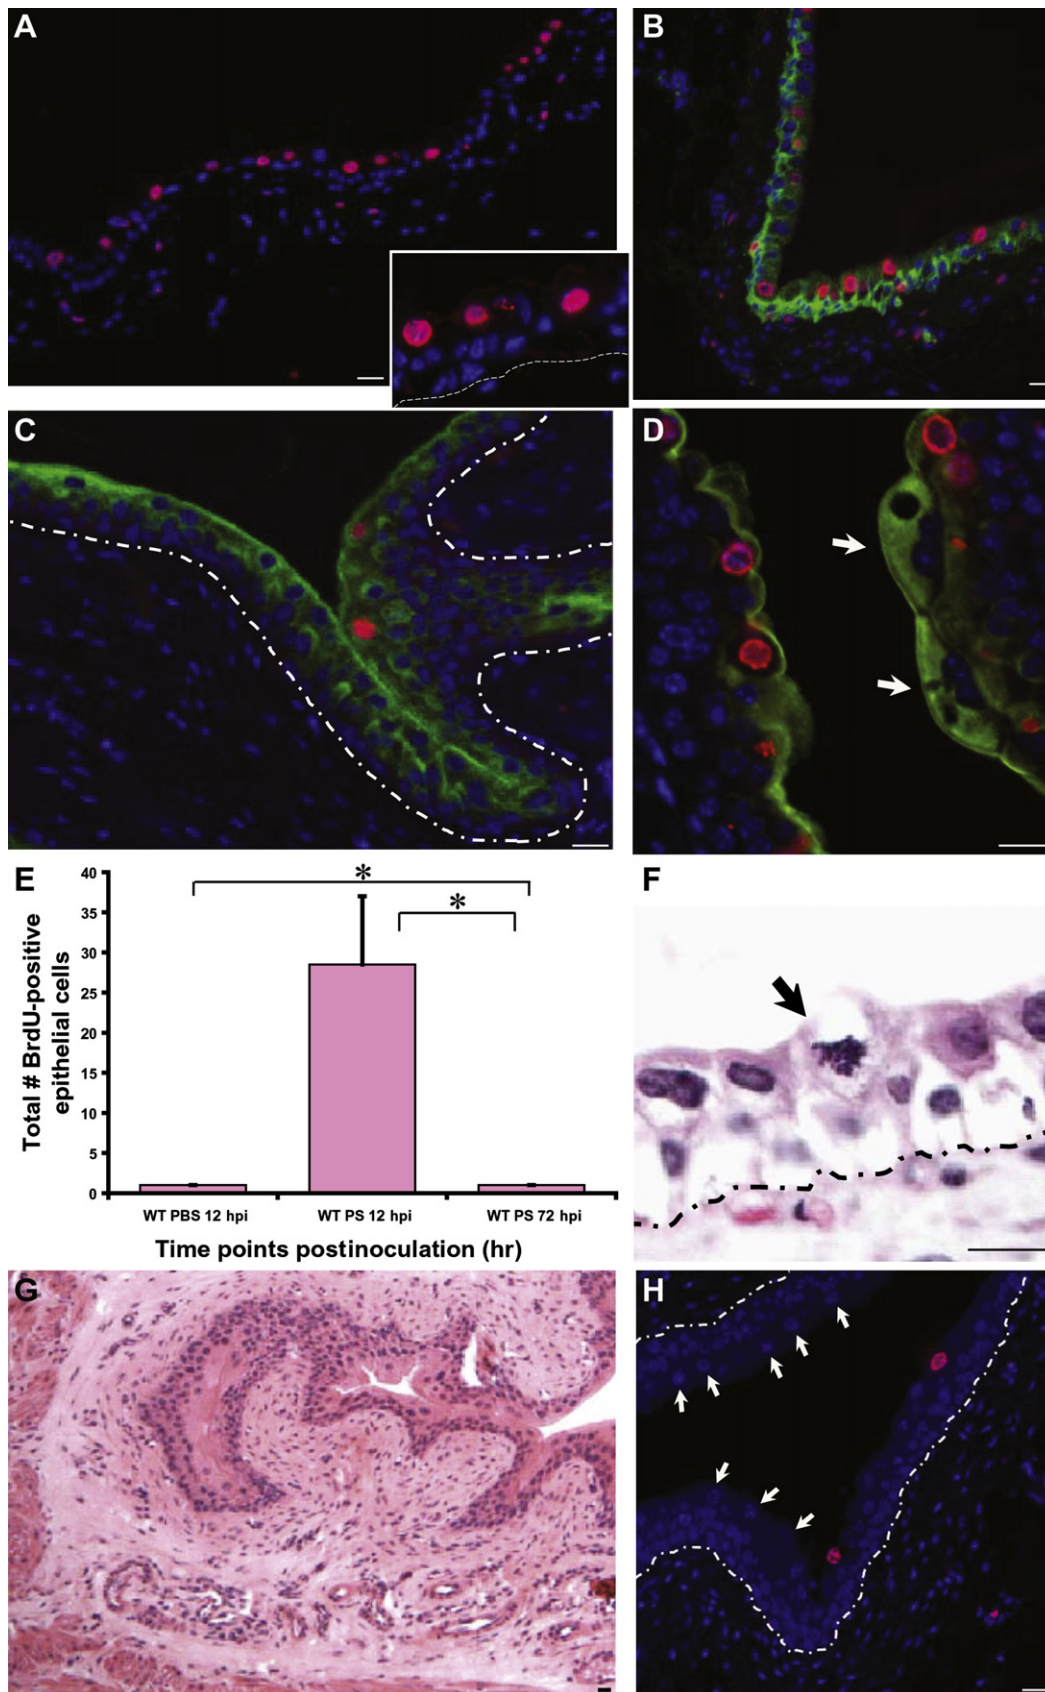 A
B
C
D
E
Total # BrdU-positive
epithelial cells
40
35
30
25
20
15
10
5
0
*
*
WT PBS 12 hpi
WT PS 12 hpi
WT PS 72 hpi
Time points postinoculation (hr)
F
G
H